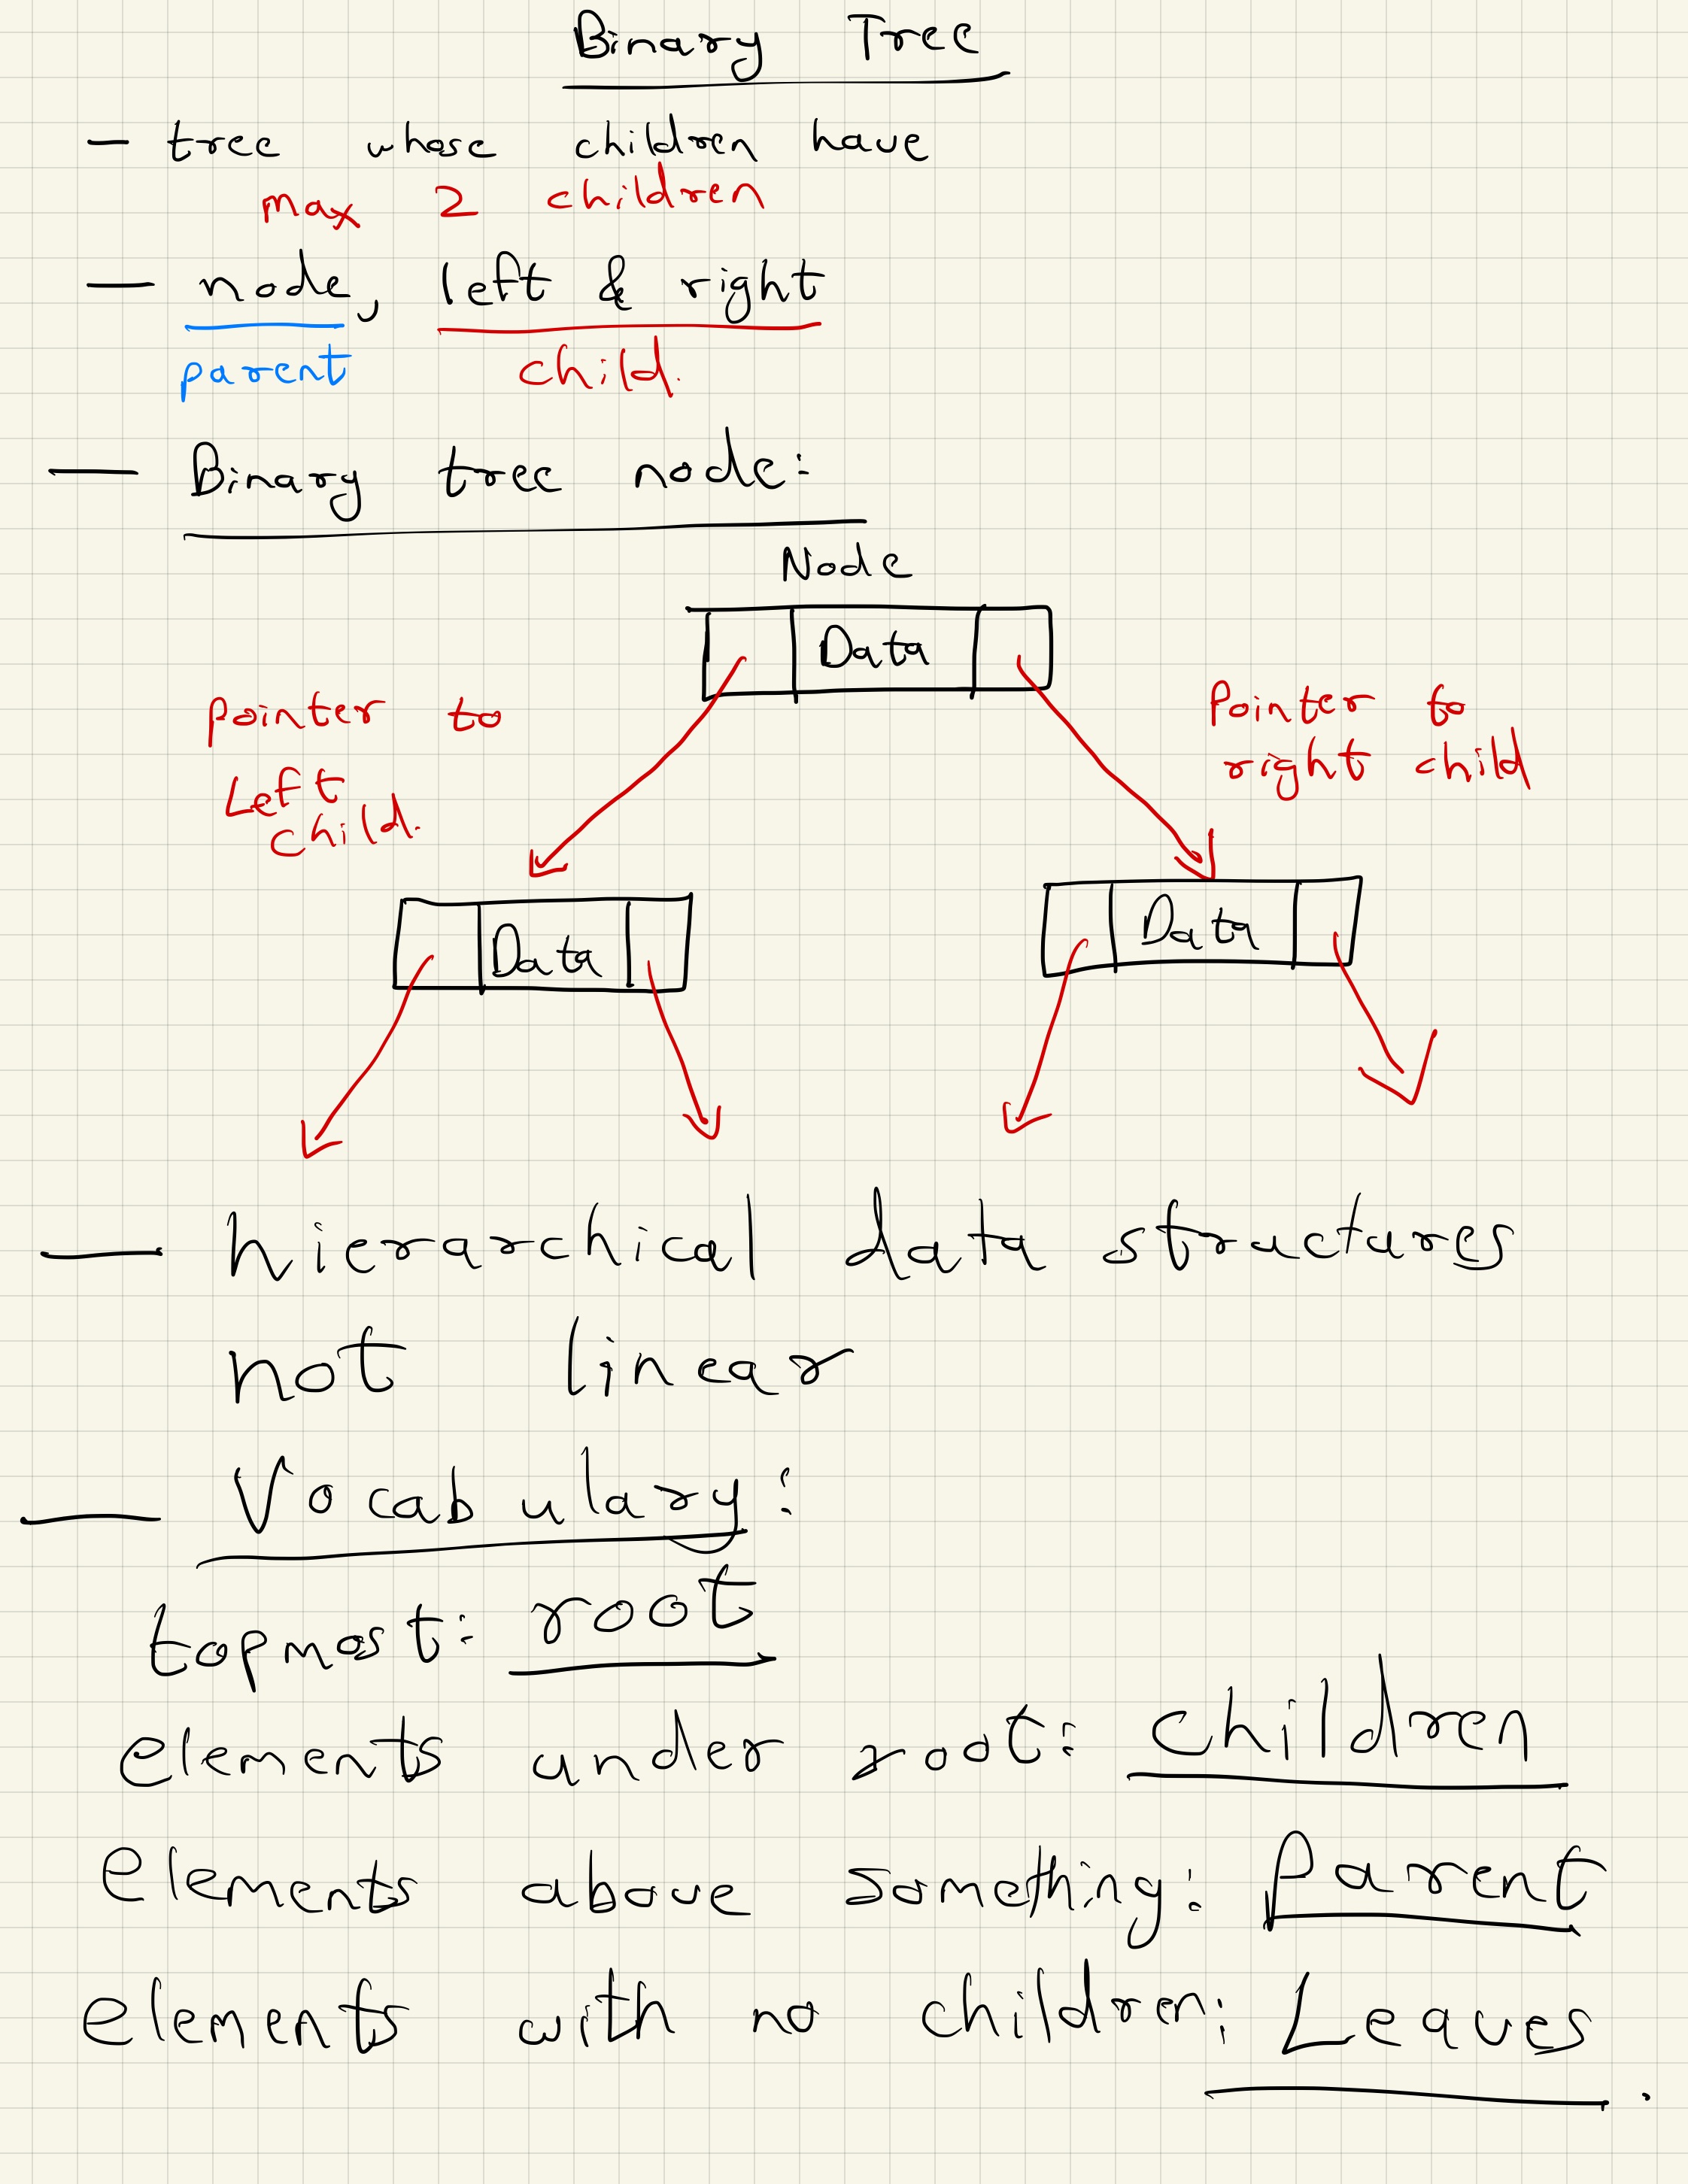 Binary Tree
— tree whose children have
max 2 children
— node, left & right
parent child.
— Binary tree node:
Node
Data
Pointer to
Left
child.
Pointer to
right child
Data
Data
— hierarchical data structures
not linear
— Vocabulary:
topmost: root
elements under root: children
elements above something: Parent
elements with no children: Leaves.